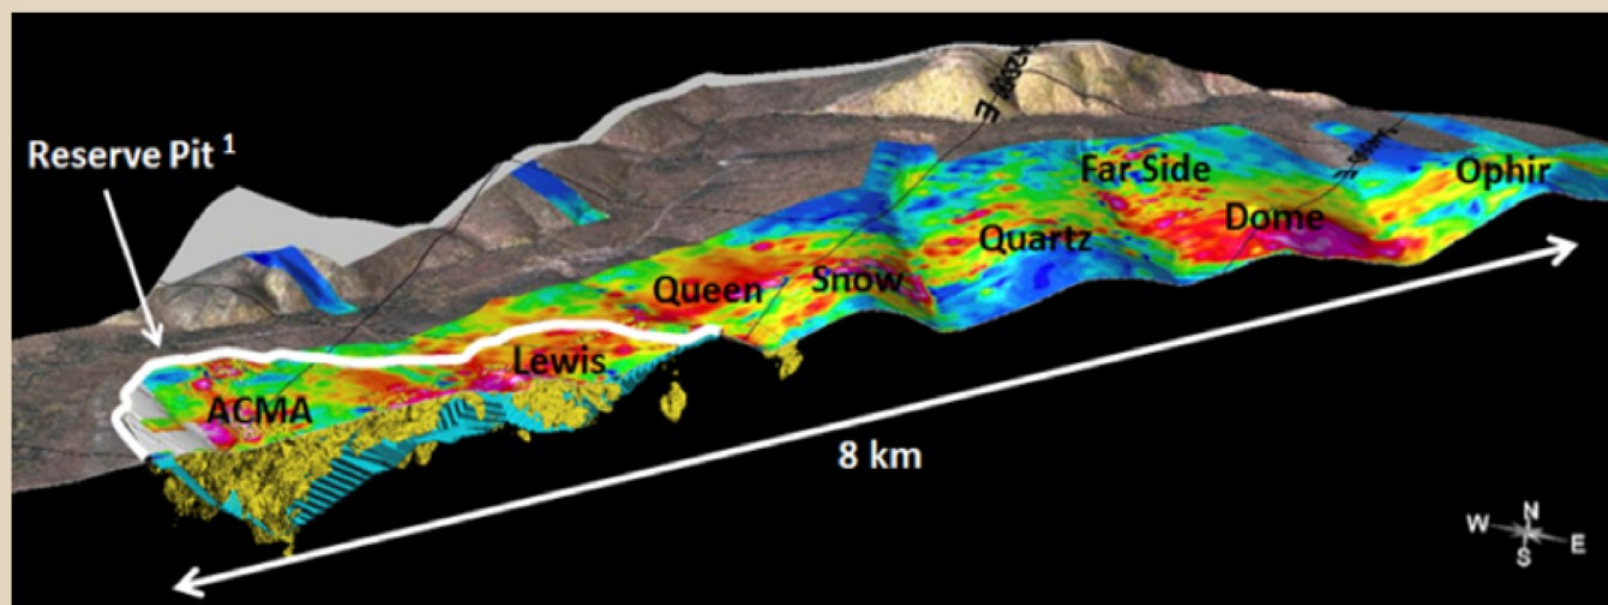 Reserve Pit 1
Far Side
Ophir
Dome
Quartz
Snow
Queen
Lewis
ACMA
8 km
N
W
E
S
E
E